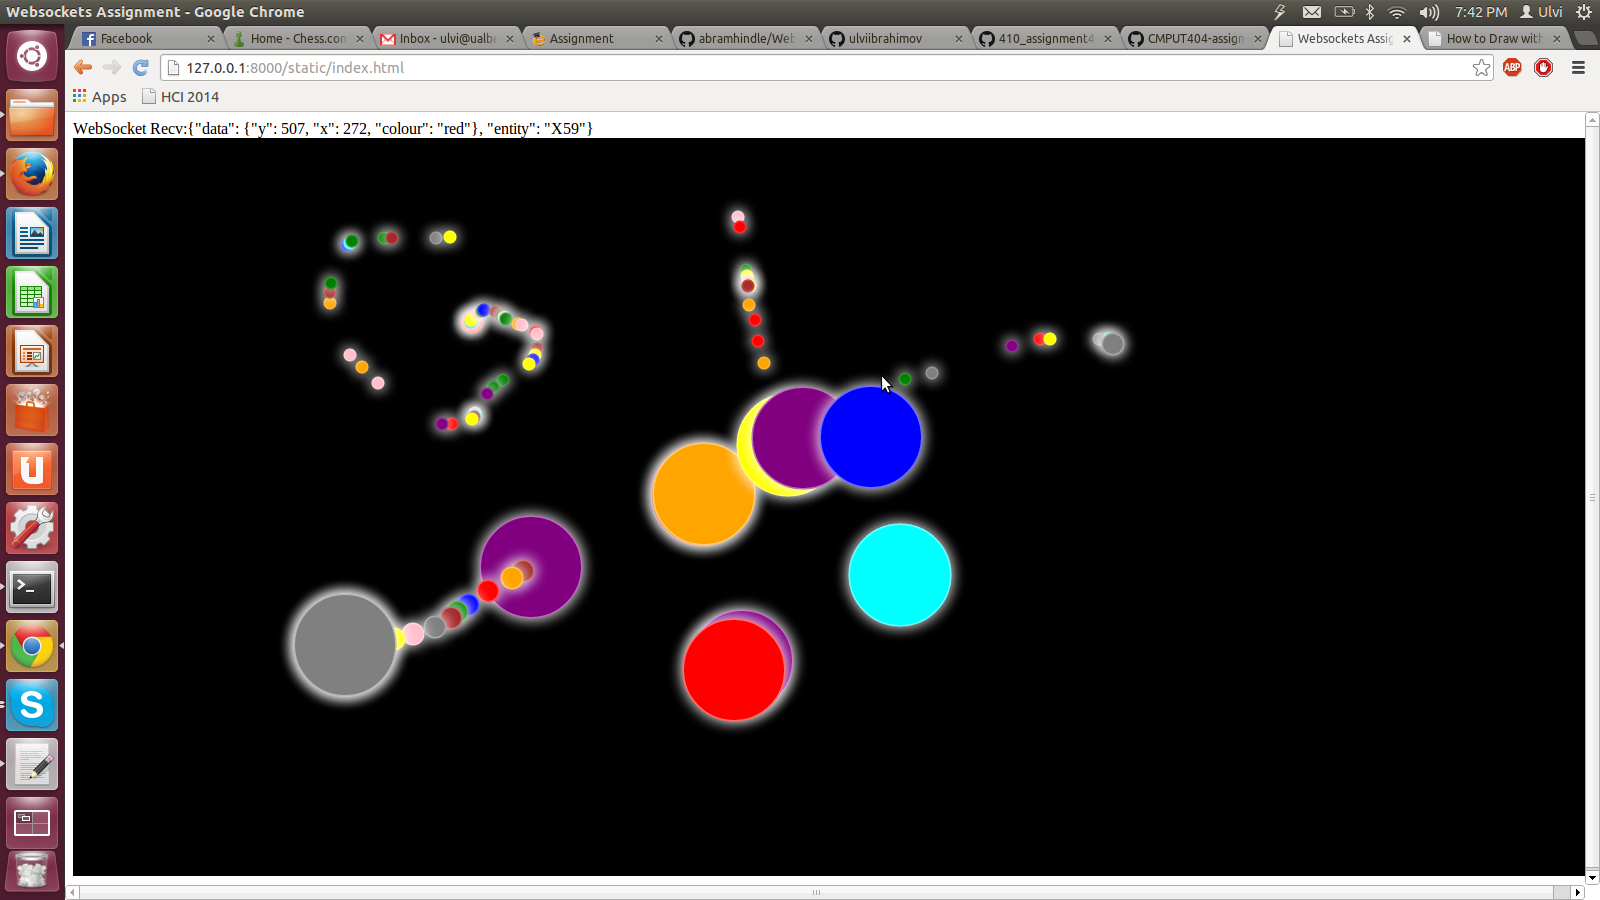 Websockets Assignment - Google Chrome
7:42 PM Ulvi
Facebook
Home - Chess.con
Inbox - ulvi@ualbe
Assignment
abramhindle/Web
ulviibrahimov
410_assignment4
CMPUT404-assign
Websockets Assig
How to Draw with
127.0.0.1:8000/static/index.html
ABP
Apps
HCI 2014
WebSocket Recv:{"data": {"y": 507, "x": 272, "colour": "red"}, "entity": "X59"}